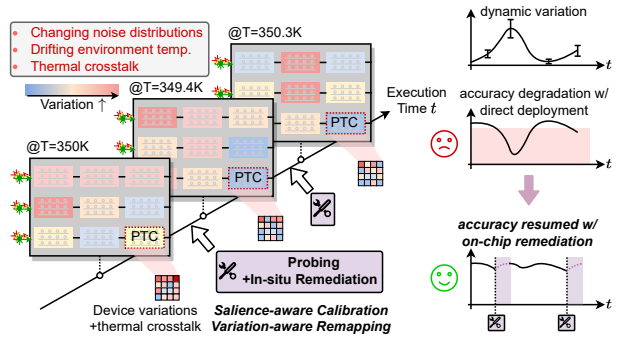 • Changing noise distributions
• Drifting environment temp.
• Thermal crosstalk
Variation ↑
@T=350.3K
@T=349.4K
@T=350K
PTC
PTC
PTC
Execution
Time t
Device variations
+thermal crosstalk
Probing
+In-situ Remediation
Salience-aware Calibration
Variation-aware Remapping
dynamic variation
t
accuracy degradation w/
direct deployment
t
accuracy resumed w/
on-chip remediation
t